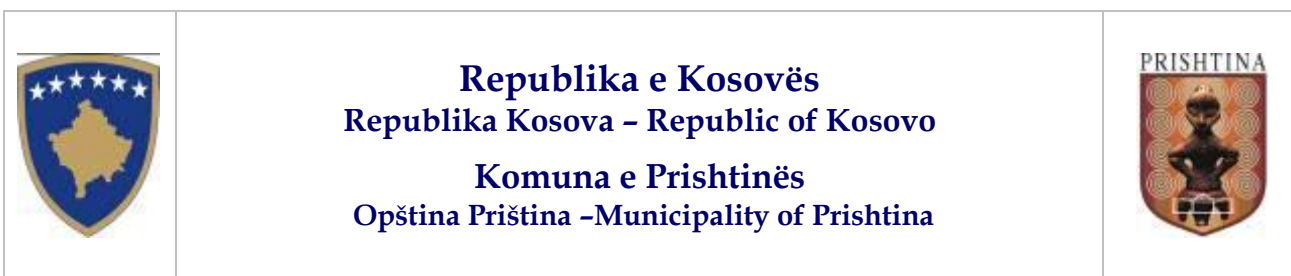 Republika e Kosovës
Republika Kosova – Republic of Kosovo
Komuna e Prishtinës
Opština Priština –Municipality of Prishtina
PRISHTINA